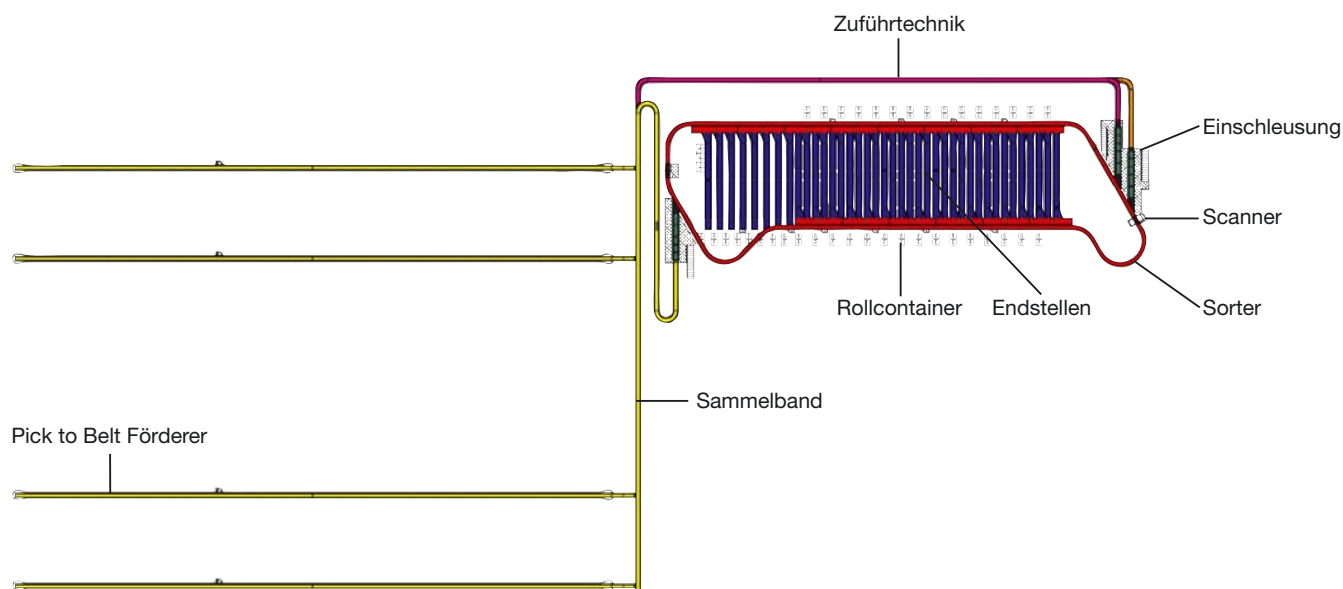 Zuführtechnik
Einschleusung
Scanner
Rollcontainer
Endstellen
Sorter
Sammelband
Pick to Belt Förderer